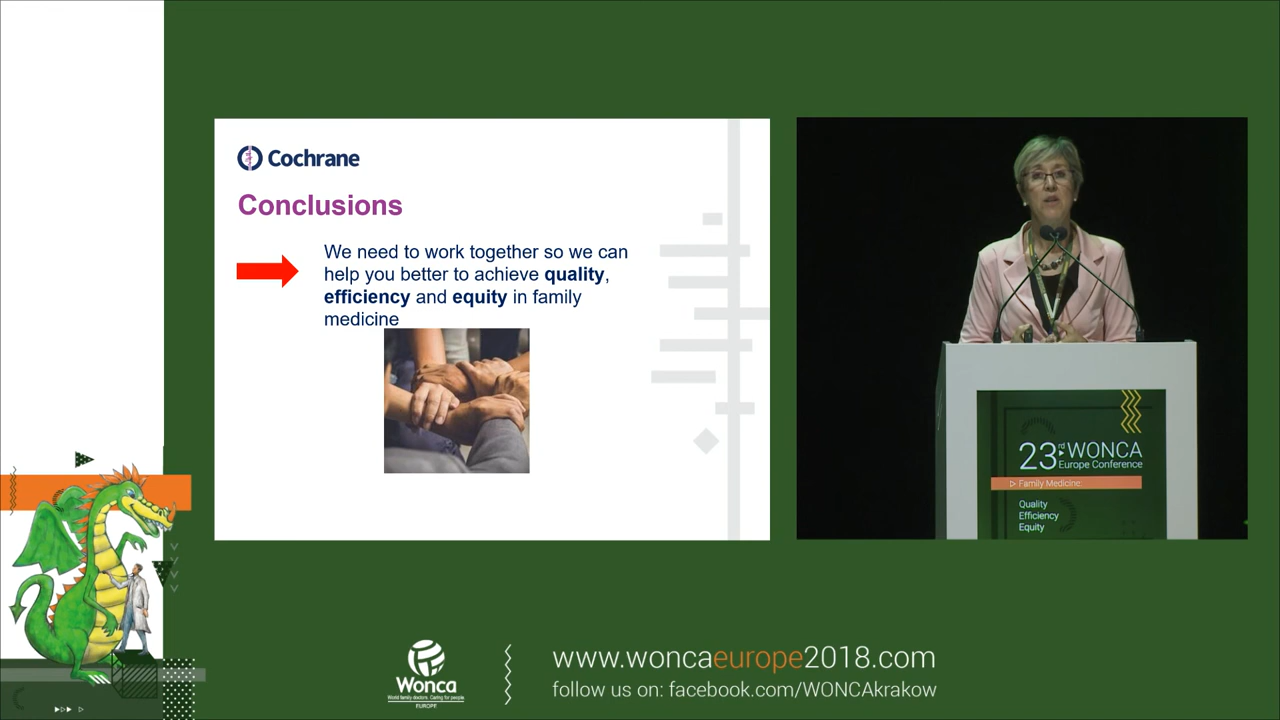 Cochrane
Conclusions
We need to work together so we can
help you better to achieve quality,
efficiency and equity in family
medicine
23rd WONCA
Europe Conference
Family Medicine:
Quality
Efficiency
Equity
Wonca
World family doctors. Caring for people.
EUROPE
www.woncaeurope2018.com
follow us on: facebook.com/WONCAkrakow